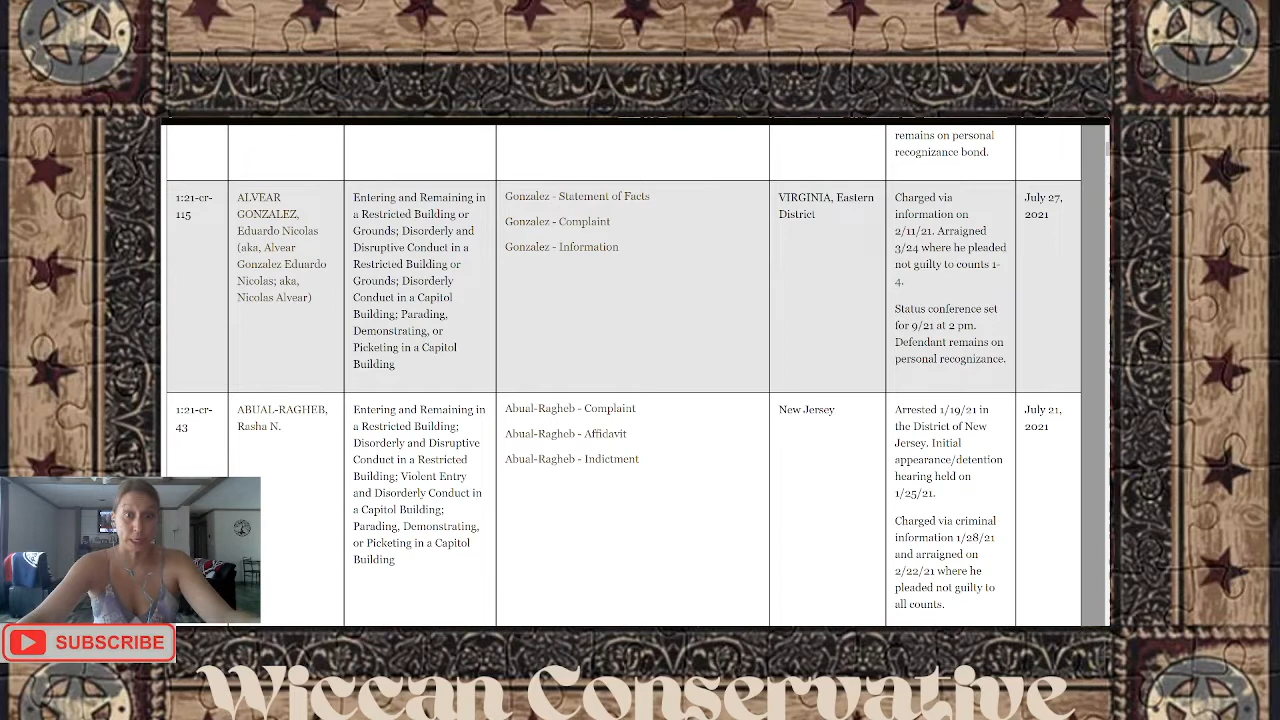 remains on personal
recognizance bond.
1:21-cr-
115
ALVEAR
GONZALEZ,
Eduardo Nicolas
(aka, Alvear
Gonzalez Eduardo
Nicolas; aka,
Nicolas Alvear)
Entering and Remaining in
a Restricted Building or
Grounds; Disorderly and
Disruptive Conduct in a
Restricted Building or
Grounds; Disorderly
Conduct in a Capitol
Building; Parading,
Demonstrating, or
Picketing in a Capitol
Building
Gonzalez - Statement of Facts
Gonzalez - Complaint
Gonzalez - Information
VIRGINIA, Eastern
District
Charged via
information on
2/11/21. Arraigned
3/24 where he pleaded
not guilty to counts 1-
4.
Status conference set
for 9/21 at 2 pm.
Defendant remains on
personal recognizance.
July 27,
2021
1:21-cr-
43
ABUAL-RAGHEB,
Rasha N.
Entering and Remaining in
a Restricted Building;
Disorderly and Disruptive
Conduct in a Restricted
Building; Violent Entry
and Disorderly Conduct in
a Capitol Building;
Parading, Demonstrating,
or Picketing in a Capitol
Building
Abual-Ragheb - Complaint
Abual-Ragheb - Affidavit
Abual-Ragheb - Indictment
New Jersey
Arrested 1/19/21 in
the District of New
Jersey. Initial
appearance/detention
hearing held on
1/25/21.
Charged via criminal
information 1/28/21
and arraigned on
2/22/21 where he
pleaded not guilty to
all counts.
July 21,
2021
SUBSCRIBE
Wiccan Conservative